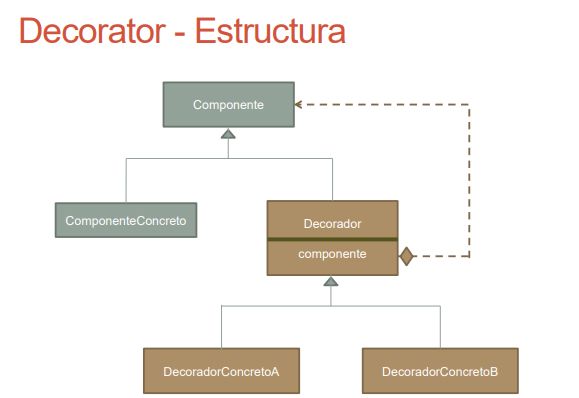 Decorator - Estructura
Componente
ComponenteConcreto
Decorador
componente
DecoradorConcretoA
DecoradorConcretoB